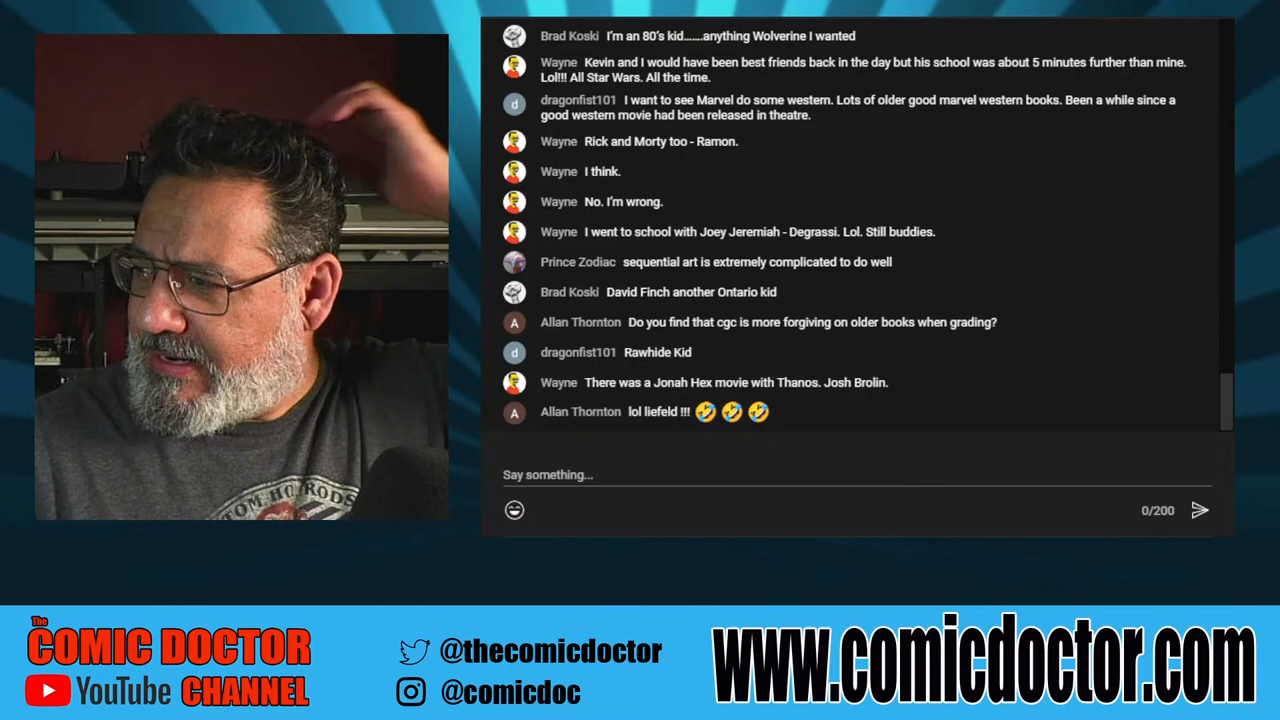 Brad Koski I'm an 80's kid.......anything Wolverine I wanted
Wayne Kevin and I would have been best friends back in the day but his school was about 5 minutes further than mine.
Lol!!! All Star Wars. All the time.
d dragonfist101 I want to see Marvel do some western. Lots of older good marvel western books. Been a while since a
good western movie had been released in theatre.
Wayne Rick and Morty too - Ramon.
Wayne I think.
Wayne No. I'm wrong.
Wayne I went to school with Joey Jeremiah - Degrassi. Lol. Still buddies.
Prince Zodiac sequential art is extremely complicated to do well
Brad Koski David Finch another Ontario kid
A Allan Thornton Do you find that cgc is more forgiving on older books when grading?
d dragonfist101 Rawhide Kid
Wayne There was a Jonah Hex movie with Thanos. Josh Brolin.
A Allan Thornton lol liefeld !!! 🤣 🤣 🤣
Say something...
0/200
TOM HOT RODS
The
COMIC DOCTOR
YouTube CHANNEL
@thecomicdoctor
@comicdoc
www.comicdoctor.com